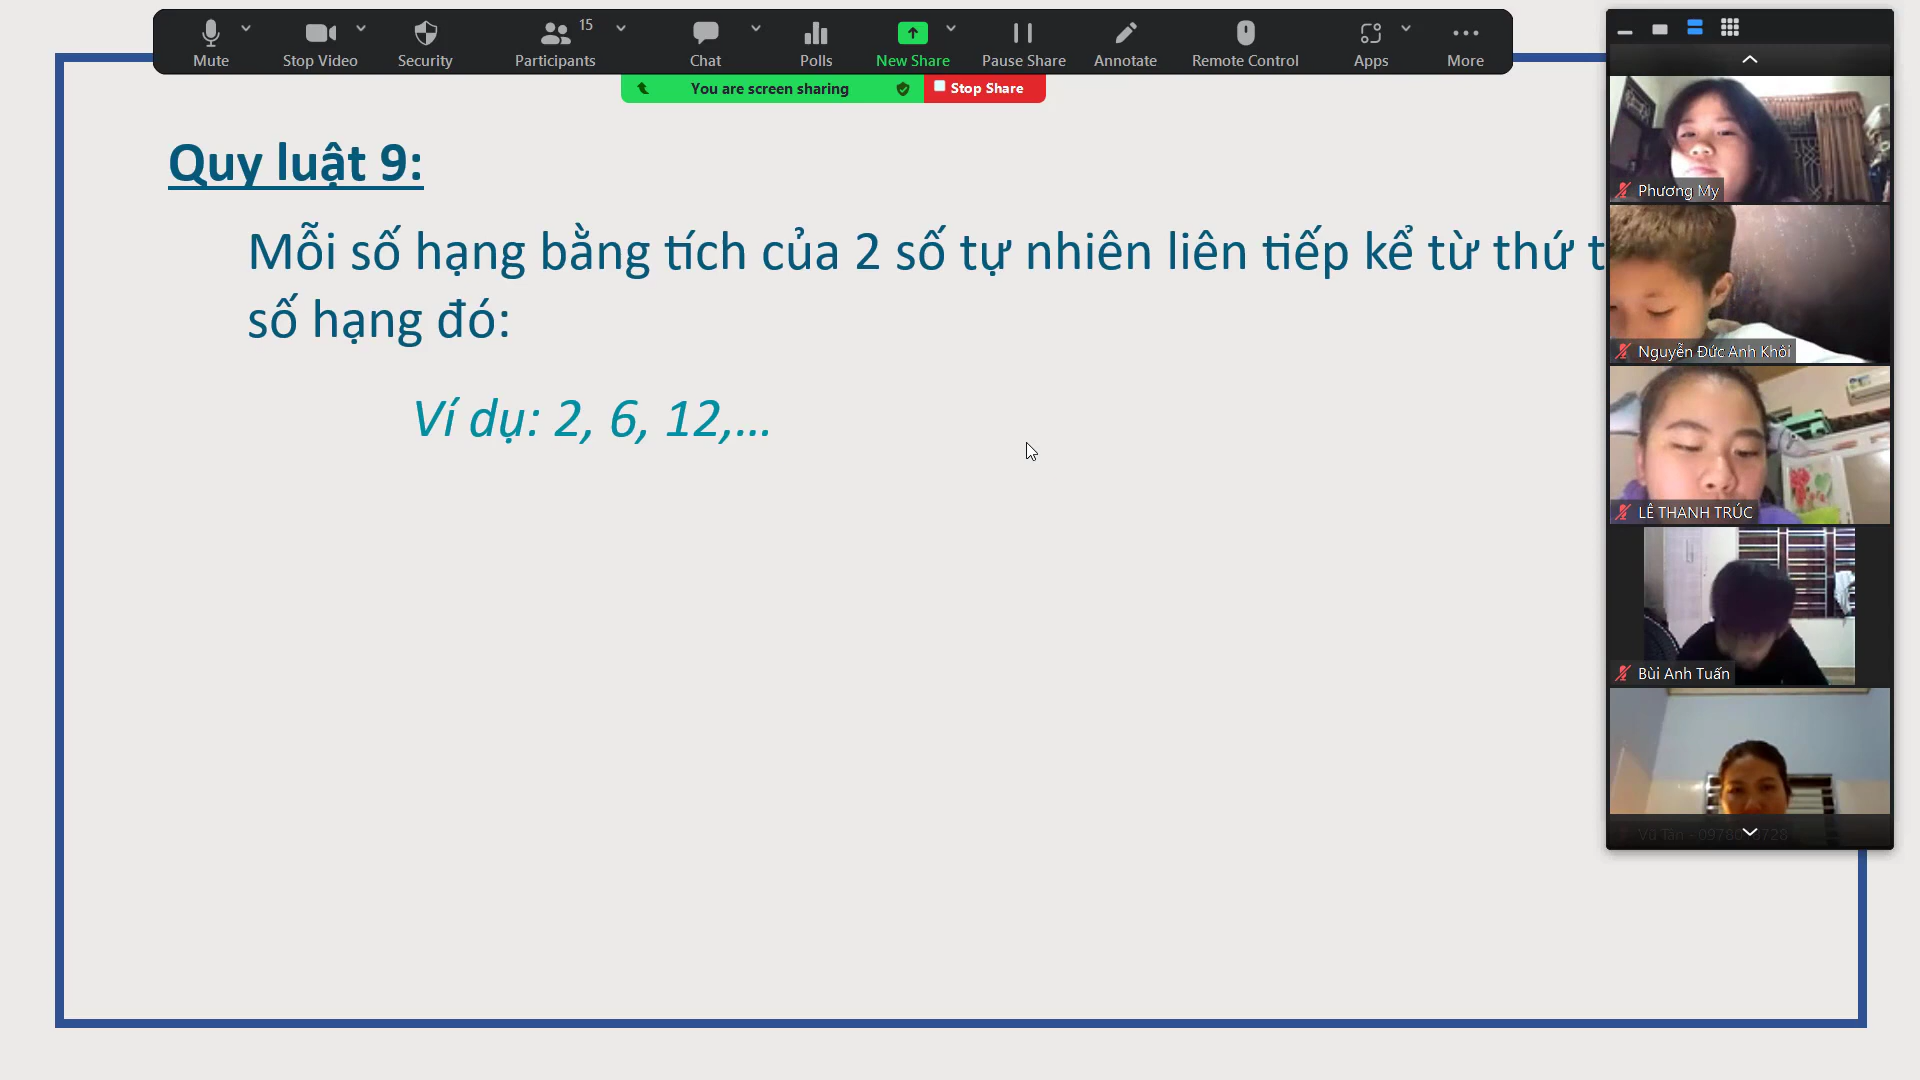 15
Mute
Stop Video
Security
Participants
Chat
Polls
New Share
Pause Share
Annotate
Remote Control
Apps
More
You are screen sharing
Stop Share
Quy luật 9:
Mỗi số hạng bằng tích của 2 số tự nhiên liên tiếp kể từ thứ t
số hạng đó:
Ví dụ: 2, 6, 12,...
Phương My
Nguyễn Đức Anh Khôi
LÊ THANH TRÚC
Bùi Anh Tuấn